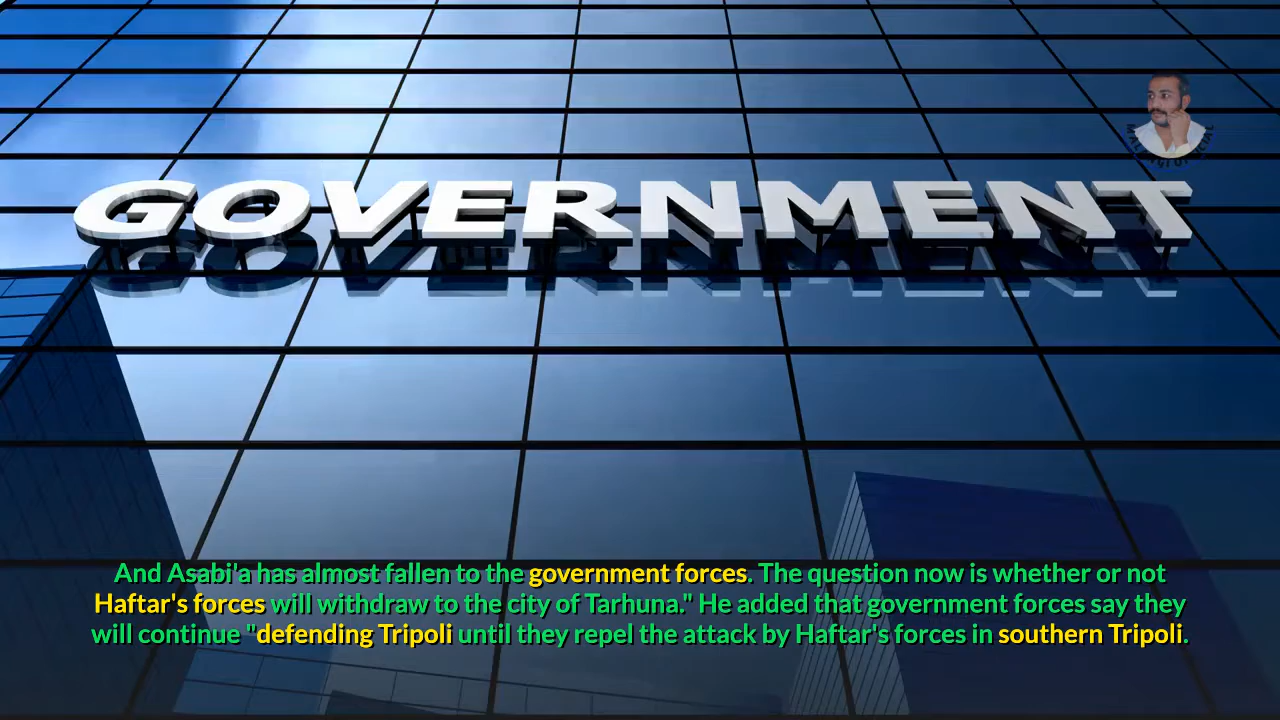 GOVERNMENT
And Asabi'a has almost fallen to the government forces. The question now is whether or not
Haftar's forces will withdraw to the city of Tarhuna." He added that government forces say they
will continue "defending Tripoli until they repel the attack by Haftar's forces in southern Tripoli.